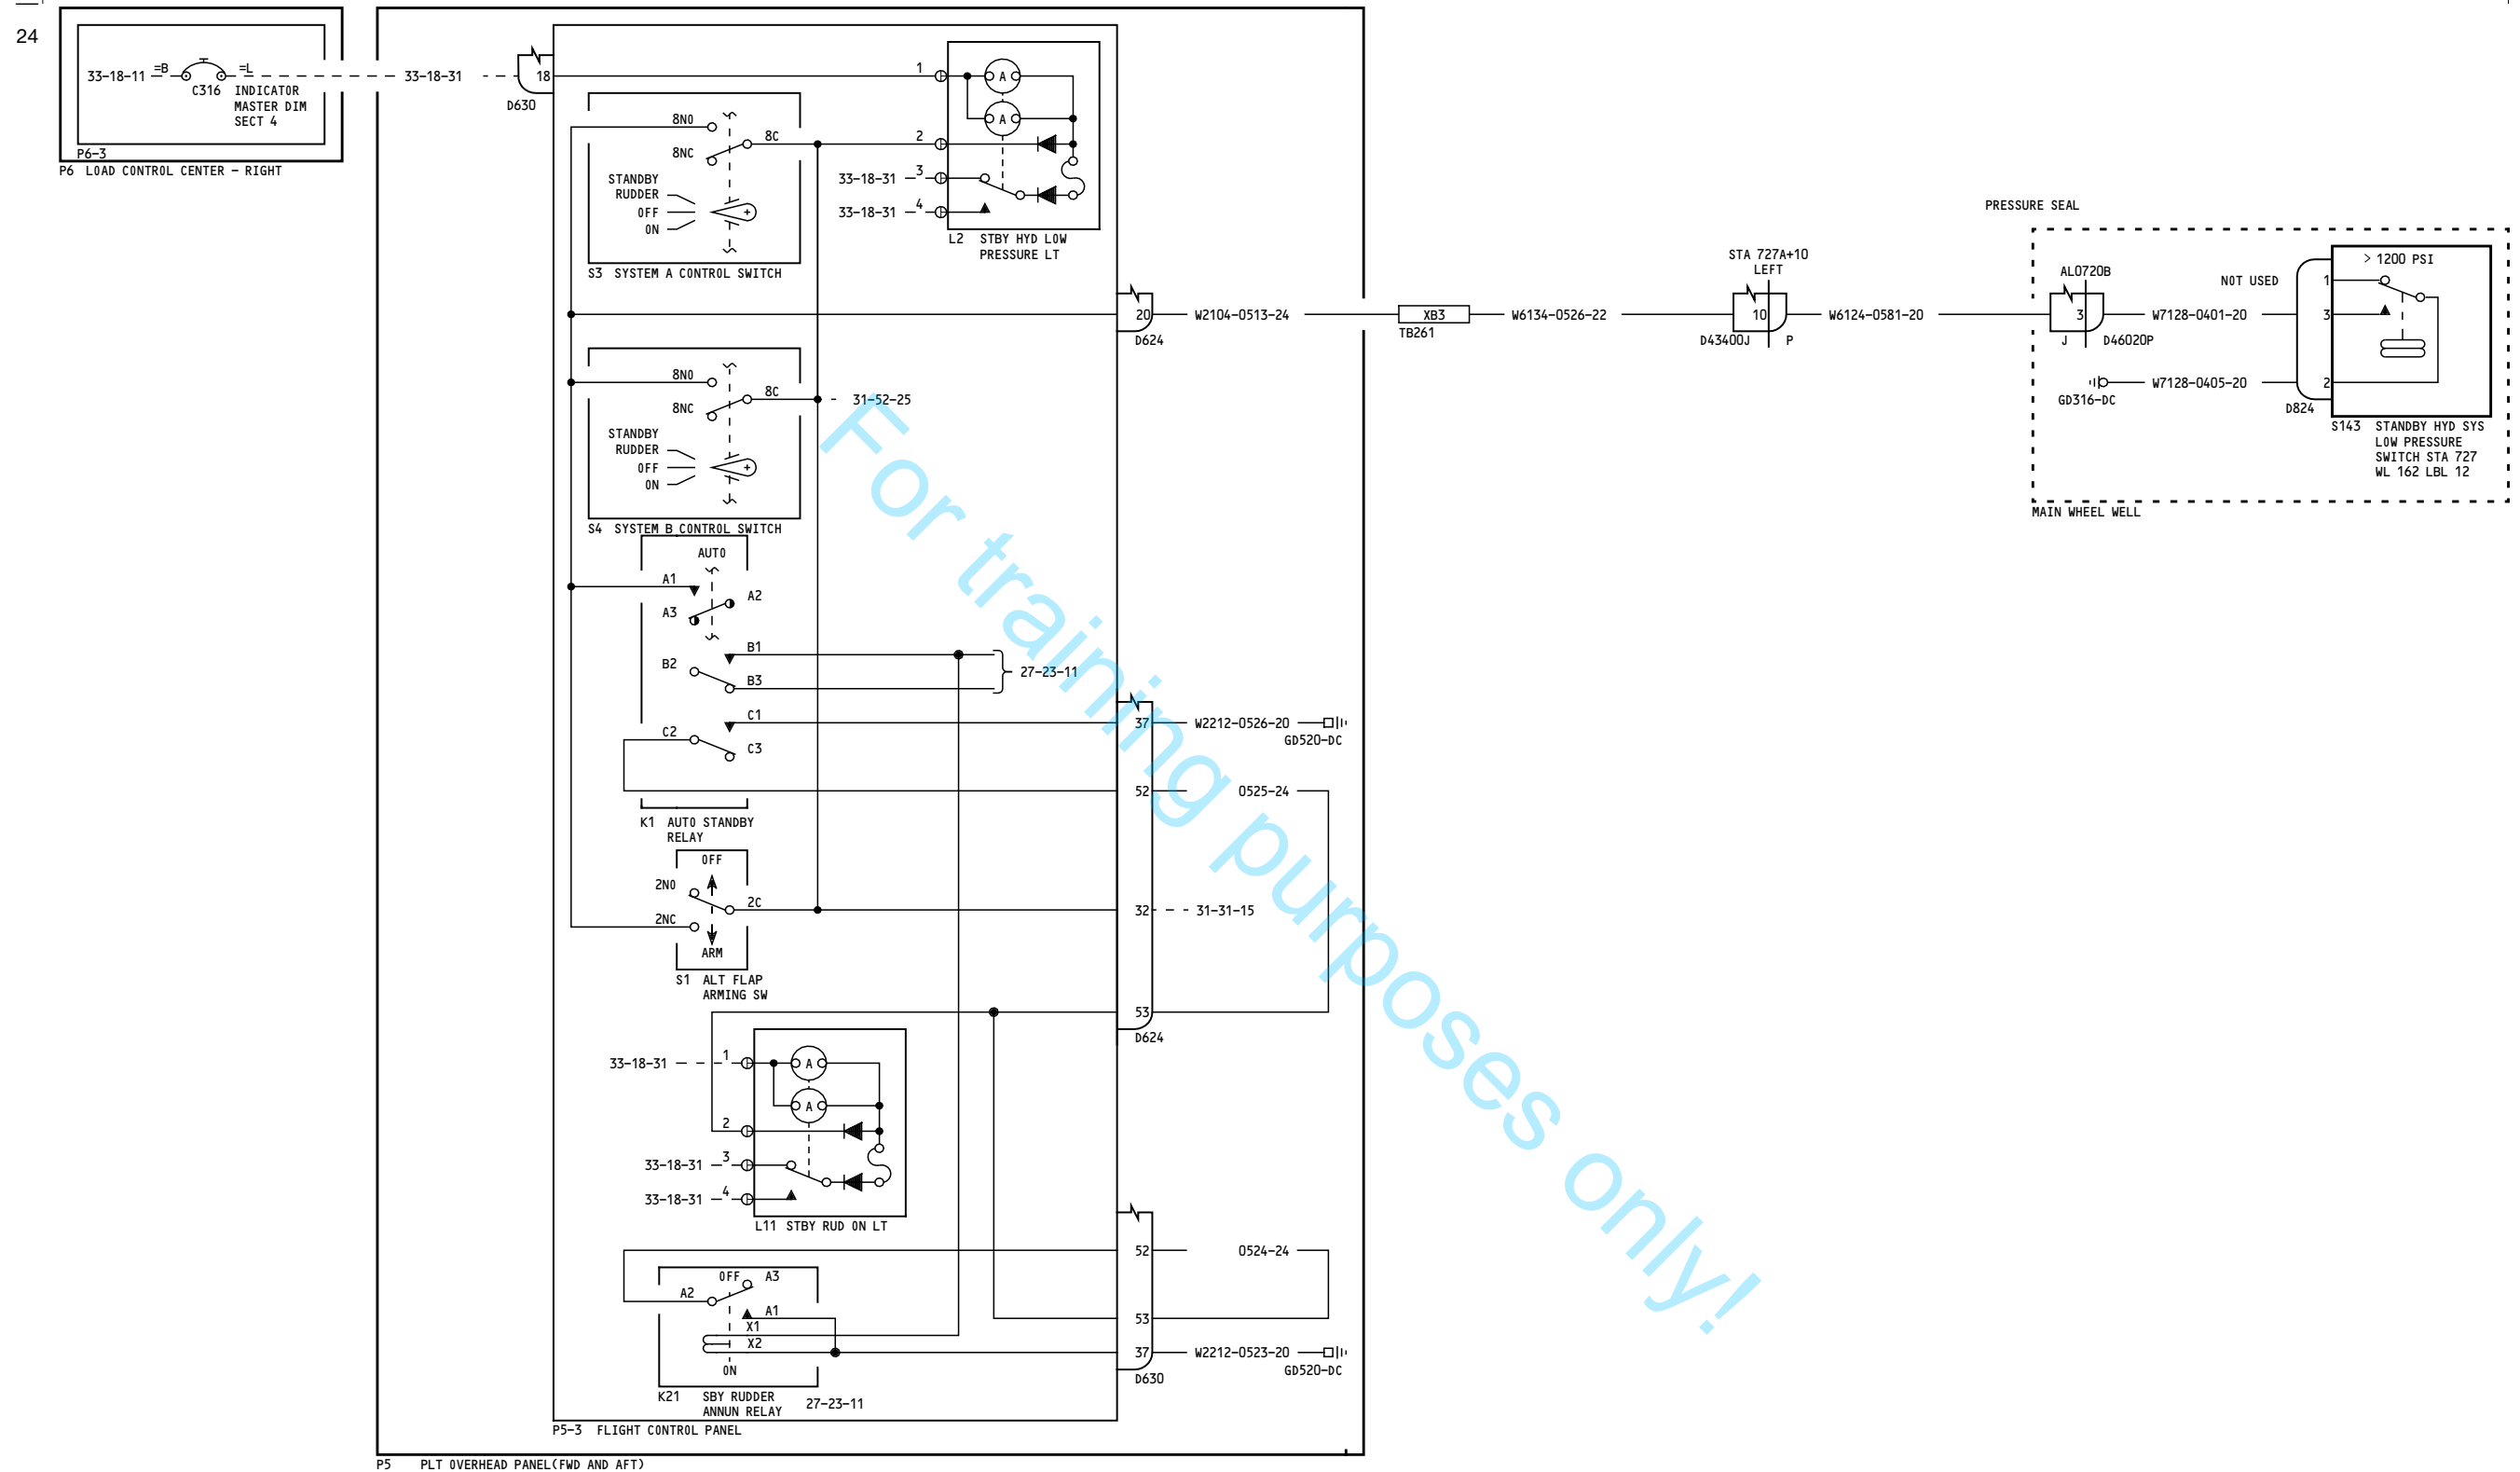 24
33-18-11
=B
=L
C316 INDICATOR
MASTER DIM
SECT 4
P6-3
P6 LOAD CONTROL CENTER - RIGHT
33-18-31
18
D630
1
A
A
2
33-18-31
3
33-18-31
4
L2 STBY HYD LOW
PRESSURE LT
8NO
8C
8NC
STANDBY
RUDDER
OFF
ON
S3 SYSTEM A CONTROL SWITCH
20
D624
W2104-0513-24
XB3
TB261
W6134-0526-22
STA 727A+10
LEFT
10
D43400J P
W6124-0581-20
PRESSURE SEAL
AL0720B
3
J D46020P
W7128-0401-20
NOT USED
1
3
2
D824
> 1200 PSI
GD316-DC
W7128-0405-20
S143 STANDBY HYD SYS
LOW PRESSURE
SWITCH STA 727
WL 162 LBL 12
MAIN WHEEL WELL
8NO
8C
8NC
31-52-25
STANDBY
RUDDER
OFF
ON
S4 SYSTEM B CONTROL SWITCH
AUTO
A1
A2
A3
B1
B2
B3
27-23-11
C1
C2
C3
37
W2212-0526-20
GD520-DC
52
0525-24
K1 AUTO STANDBY
RELAY
OFF
2NO
2C
2NC
ARM
S1 ALT FLAP
ARMING SW
32
31-31-15
53
D624
33-18-31
1
A
A
2
33-18-31
3
33-18-31
4
L11 STBY RUD ON LT
52
0524-24
OFF
A3
A2
A1
X1
X2
ON
53
37
W2212-0523-20
GD520-DC
D630
K21 SBY RUDDER
ANNUN RELAY
27-23-11
P5-3 FLIGHT CONTROL PANEL
P5 PLT OVERHEAD PANEL(FWD AND AFT)
For training purposes only!